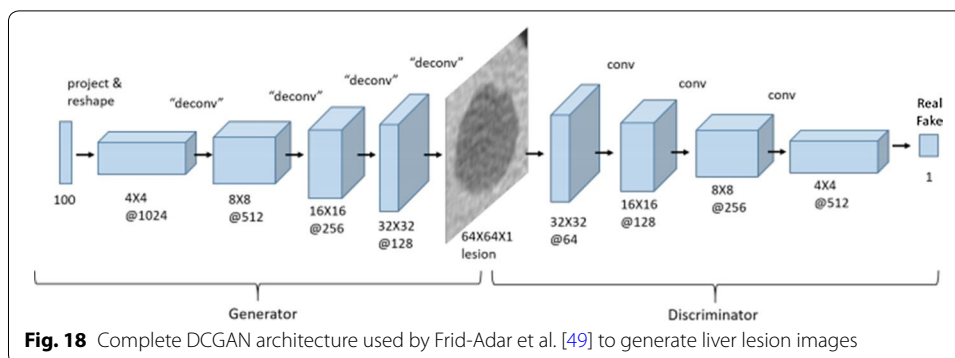 project &
reshape
"deconv"
"deconv"
"deconv"
"deconv"
conv
conv
conv
Real
Fake
100
4X4
@1024
8X8
@512
16X16
@256
32X32
@128
64X64X1
lesion
32X32
@64
16X16
@128
8X8
@256
4X4
@512
1
Generator
Discriminator
Fig. 18 Complete DCGAN architecture used by Frid-Adar et al. [49] to generate liver lesion images